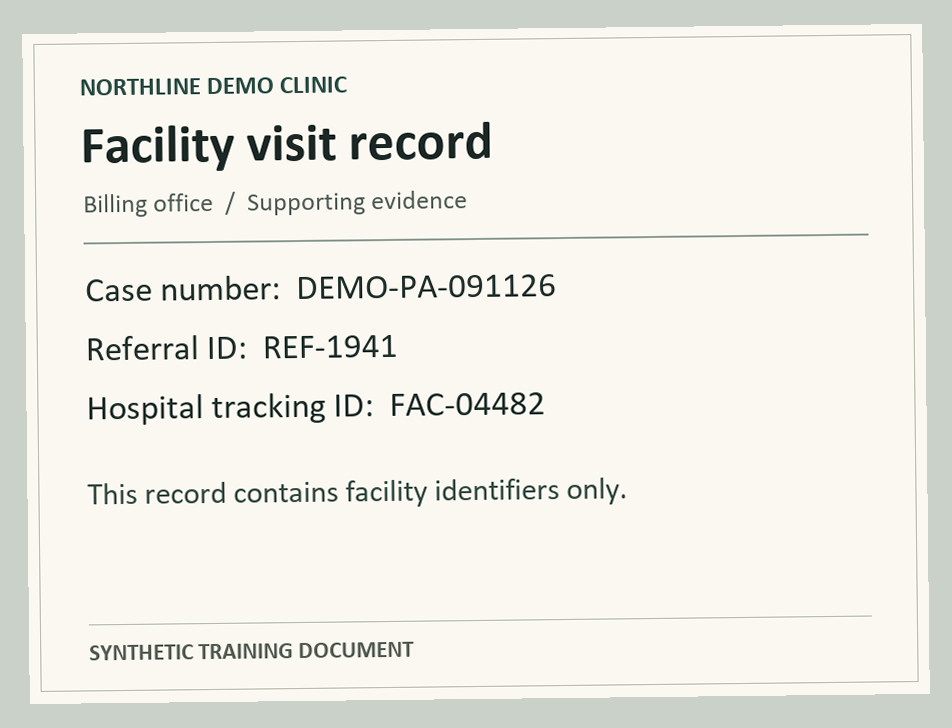 NORTHLINE DEMO CLINIC
Facility visit record
Billing office / Supporting evidence
Case number: DEMO-PA-091126
Referral ID: REF-1941
Hospital tracking ID: FAC-04482
This record contains facility identifiers only.
SYNTHETIC TRAINING DOCUMENT